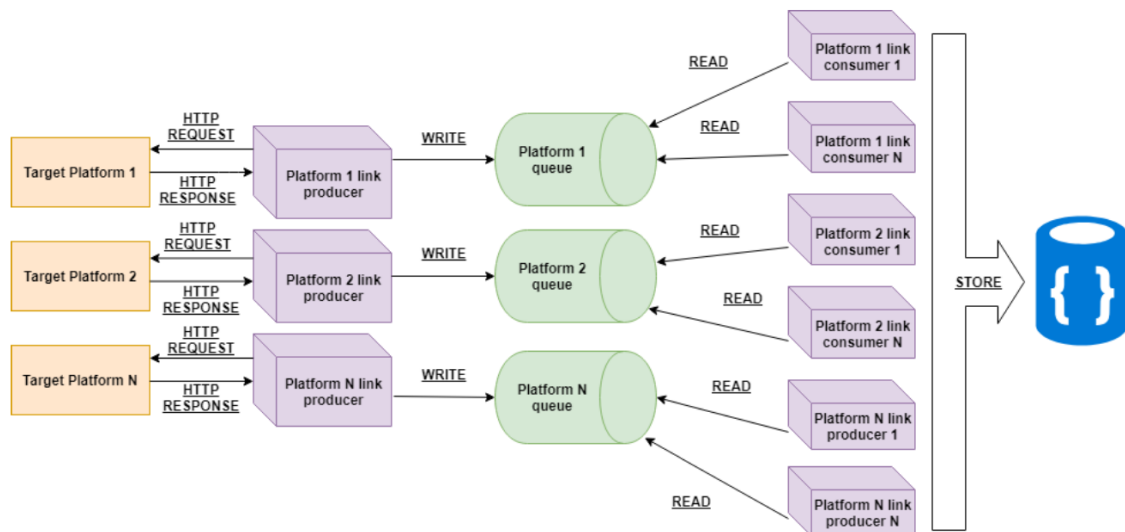 Target Platform 1
HTTP
REQUEST
HTTP
RESPONSE
Platform 1 link
producer
WRITE
Platform 1
queue
READ
READ
Platform 1 link
consumer 1
Platform 1 link
consumer N
Target Platform 2
HTTP
REQUEST
HTTP
RESPONSE
Platform 2 link
producer
WRITE
Platform 2
queue
READ
READ
Platform 2 link
consumer 1
Platform 2 link
consumer N
Target Platform N
HTTP
REQUEST
HTTP
RESPONSE
Platform N link
producer
WRITE
Platform N
queue
READ
READ
Platform N link
producer 1
Platform N link
producer N
STORE
{ }